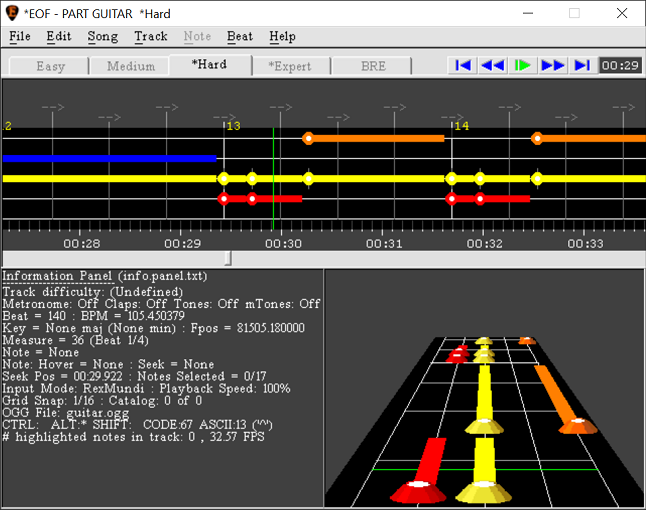 *EOF - PART GUITAR *Hard
File Edit Song Track Note Beat Help
Easy Medium *Hard *Expert BRE 00:29
--> --> --> --> --> -->
--> --> --> --> --> -->
2 13 14
00:28 00:29 00:30 00:31 00:32 00:33
Information Panel (info.panel.txt)
----------------------------
Track difficulty: (Undefined)
Metronome: Off Claps: Off Tones: Off mTones: Off
Beat = 140 : BPM = 105.450379
Key = None maj (None min) : Fpos = 81505.180000
Measure = 36 (Beat 1/4)
Note = None
Note: Hover = None : Seek = None
Seek Pos = 00:29.922 : Notes Selected = 0/17
Input Mode: RexMundi : Playback Speed: 100%
Grid Snap: 1/16 : Catalog: 0 of 0
OGG File: guitar.ogg
CTRL: ALT:* SHIFT: CODE:67 ASCII:13 ('^')
# highlighted notes in track: 0 , 32.57 FPS